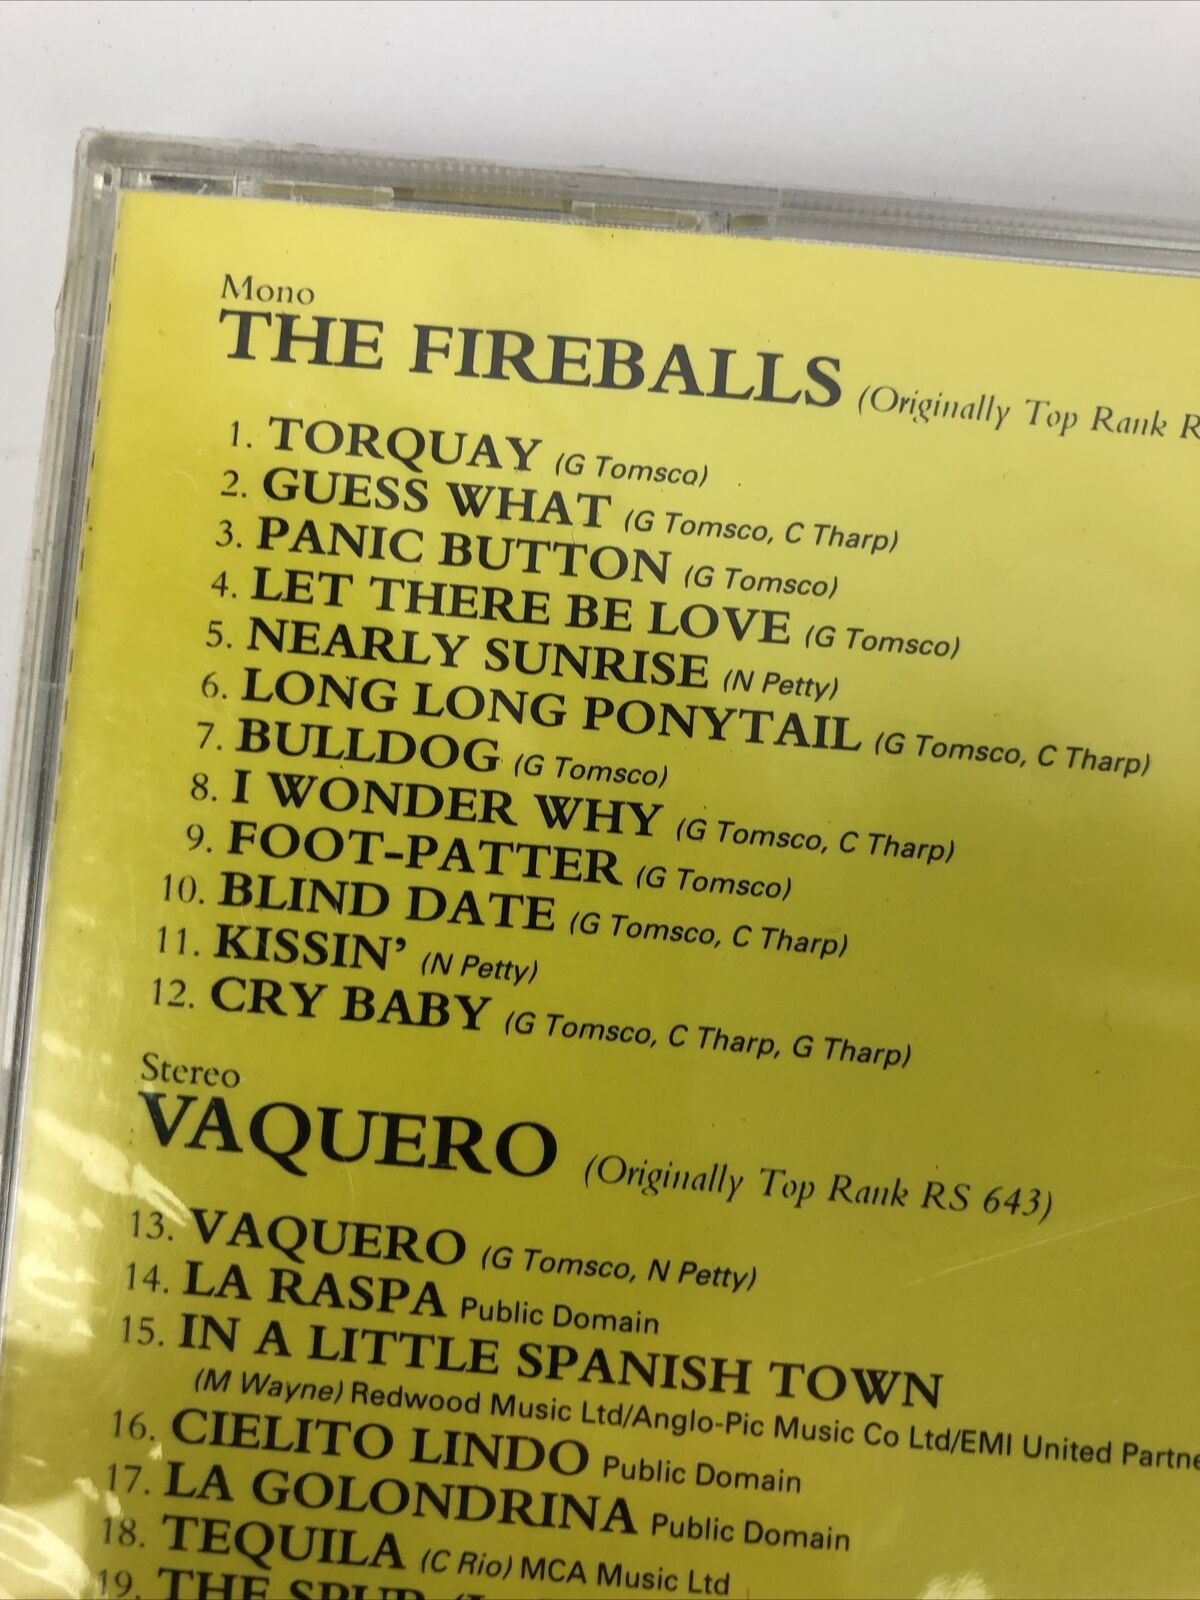 Mono
THE FIREBALLS (Originally Top Rank R
1. TORQUAY (G Tomsco)
2. GUESS WHAT (G Tomsco, C Tharp)
3. PANIC BUTTON (G Tomsco)
4. LET THERE BE LOVE (G Tomsco)
5. NEARLY SUNRISE (N Petty)
6. LONG LONG PONYTAIL (G Tomsco, C Tharp)
7. BULLDOG (G Tomsco)
8. I WONDER WHY (G Tomsco, C Tharp)
9. FOOT-PATTER (G Tomsco)
10. BLIND DATE (G Tomsco, C Tharp)
11. KISSIN’ (N Petty)
12. CRY BABY (G Tomsco, C Tharp, G Tharp)
Stereo
VAQUERO (Originally Top Rank RS 643)
13. VAQUERO (G Tomsco, N Petty)
14. LA RASPA Public Domain
15. IN A LITTLE SPANISH TOWN
(M Wayne) Redwood Music Ltd/Anglo-Pic Music Co Ltd/EMI United Partne
16. CIELITO LINDO Public Domain
17. LA GOLONDRINA Public Domain
18. TEQUILA (C Rio) MCA Music Ltd
19. THE SPUR